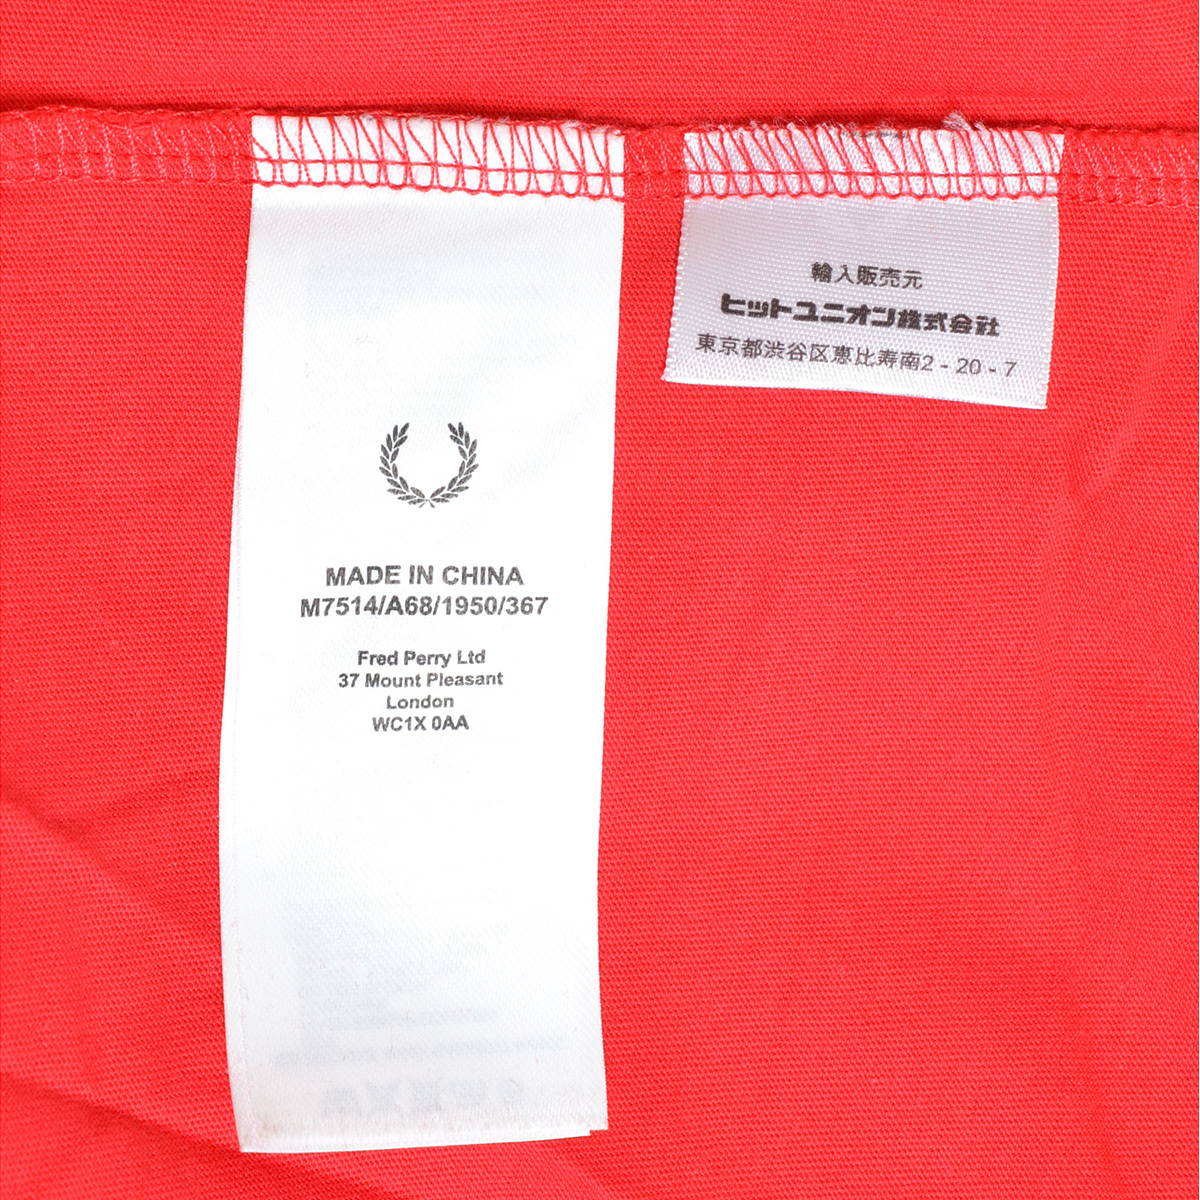 MADE IN CHINA
M7514/A68/1950/367
Fred Perry Ltd
37 Mount Pleasant
London
WC1X 0AA
輸入販売元
ヒットユニオン株式会社
東京都渋谷区恵比寿南2 - 20 - 7